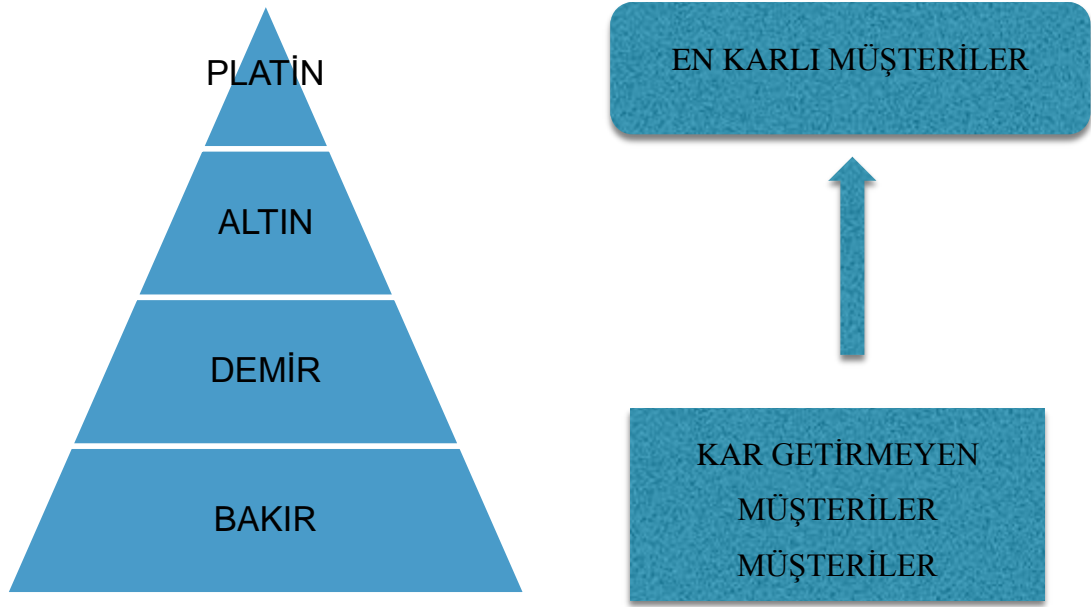 PLATİN
ALTIN
DEMİR
BAKIR
EN KARLI MÜŞTERİLER
KAR GETİRMEYEN
MÜŞTERİLER
MÜŞTERİLER